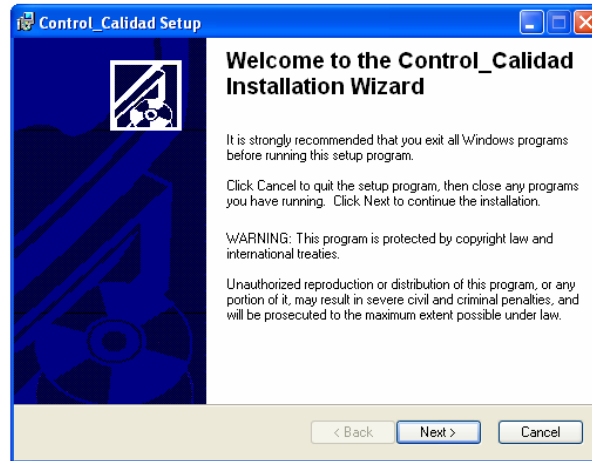 Control_Calidad Setup
Welcome to the Control_Calidad
Installation Wizard
It is strongly recommended that you exit all Windows programs
before running this setup program.
Click Cancel to quit the setup program, then close any programs
you have running. Click Next to continue the installation.
WARNING: This program is protected by copyright law and
international treaties.
Unauthorized reproduction or distribution of this program, or any
portion of it, may result in severe civil and criminal penalties, and
will be prosecuted to the maximum extent possible under law.
< Back Next > Cancel